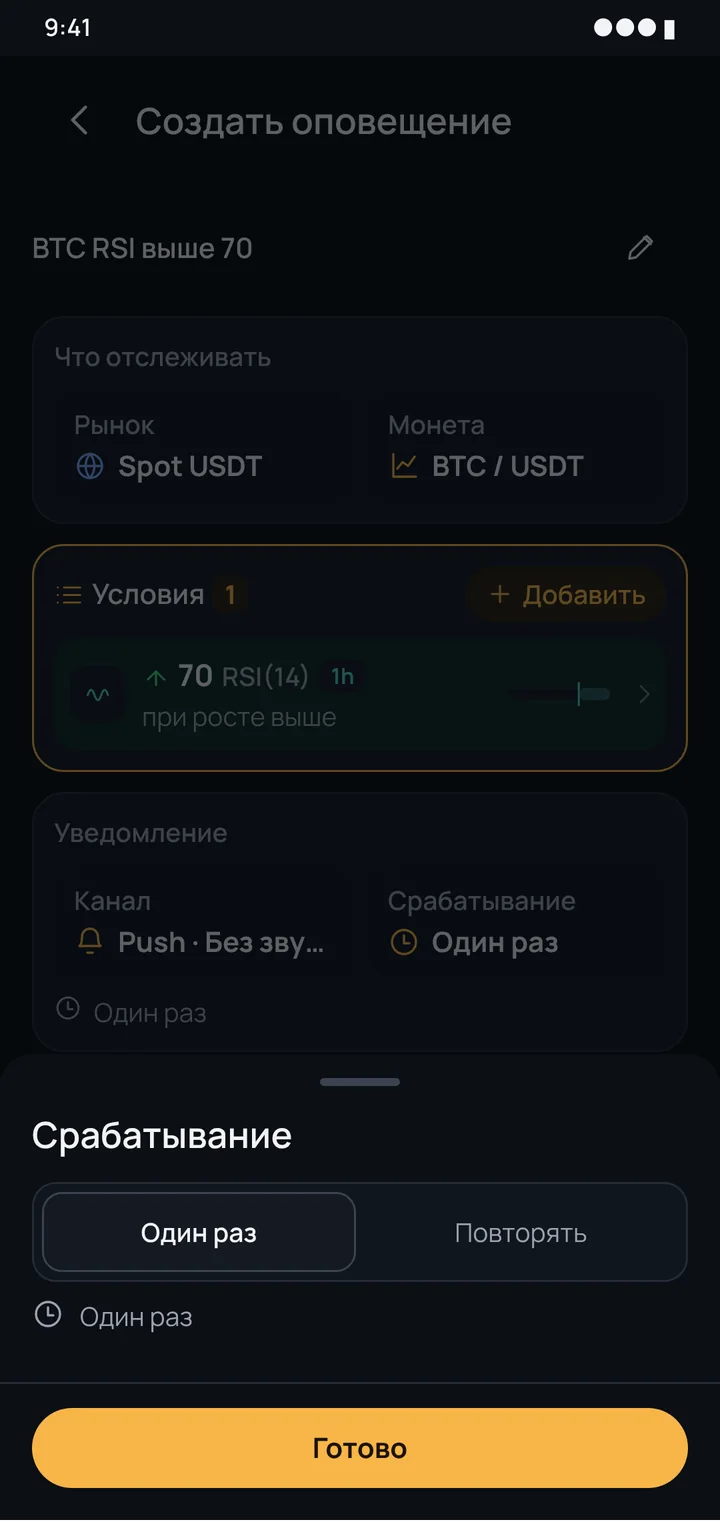 9:41
Создать оповещение
BTC RSI выше 70
Что отслеживать
Рынок Монета
Spot USDT BTC / USDT
Условия 1 + Добавить
70 RSI(14) 1h
при росте выше
Уведомление
Канал Срабатывание
Push · Без зву... Один раз
Один раз
Срабатывание
Один раз Повторять
Один раз
Готово